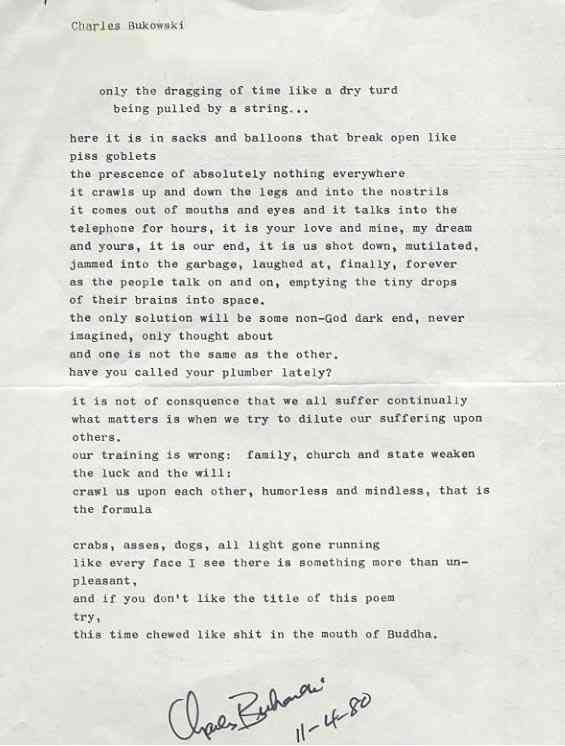 Charles Bukowski
only the dragging of time like a dry turd
being pulled by a string...
here it is in sacks and balloons that break open like
piss goblets
the prescence of absolutely nothing everywhere
it crawls up and down the legs and into the nostrils
it comes out of mouths and eyes and it talks into the
telephone for hours, it is your love and mine, my dream
and yours, it is our end, it is us shot down, mutilated,
jammed into the garbage, laughed at, finally, forever
as the people talk on and on, emptying the tiny drops
of their brains into space.
the only solution will be some non-God dark end, never
imagined, only thought about
and one is not the same as the other.
have you called your plumber lately?
it is not of consquence that we all suffer continually
what matters is when we try to dilute our suffering upon
others.
our training is wrong:  family, church and state weaken
the luck and the will:
crawl us upon each other, humorless and mindless, that is
the formula
crabs, asses, dogs, all light gone running
like every face I see there is something more than un-
pleasant,
and if you don't like the title of this poem
try,
this time chewed like shit in the mouth of Buddha.
Charles Bukowski
11-4-80